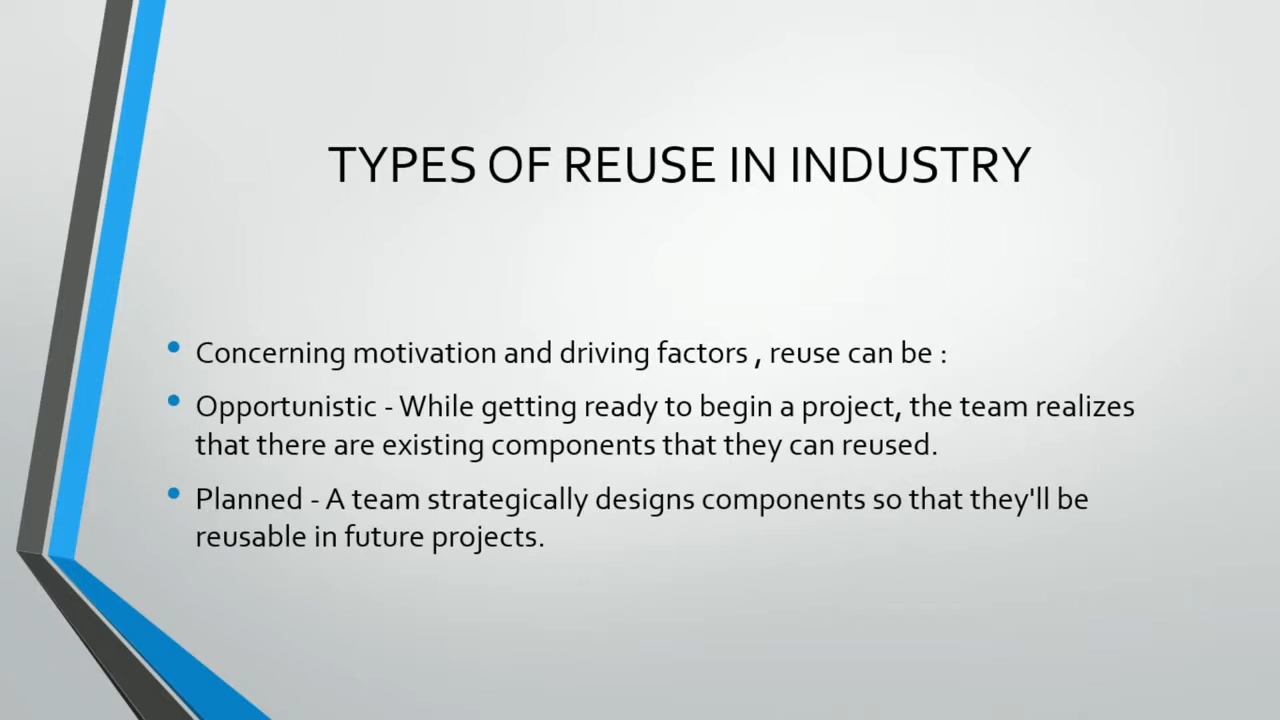 TYPES OF REUSE IN INDUSTRY
Concerning motivation and driving factors , reuse can be :
Opportunistic - While getting ready to begin a project, the team realizes
that there are existing components that they can reused.
Planned - A team strategically designs components so that they'll be
reusable in future projects.